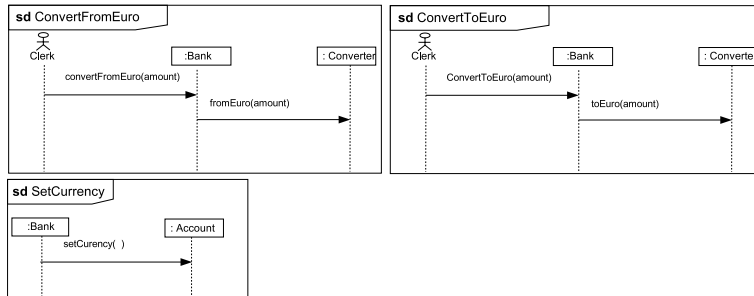 sd ConvertFromEuro
Clerk
:Bank
: Converter
convertFromEuro(amount)
fromEuro(amount)
sd ConvertToEuro
Clerk
:Bank
: Converte
ConvertToEuro(amount)
toEuro(amount)
sd SetCurrency
:Bank
: Account
setCurency( )